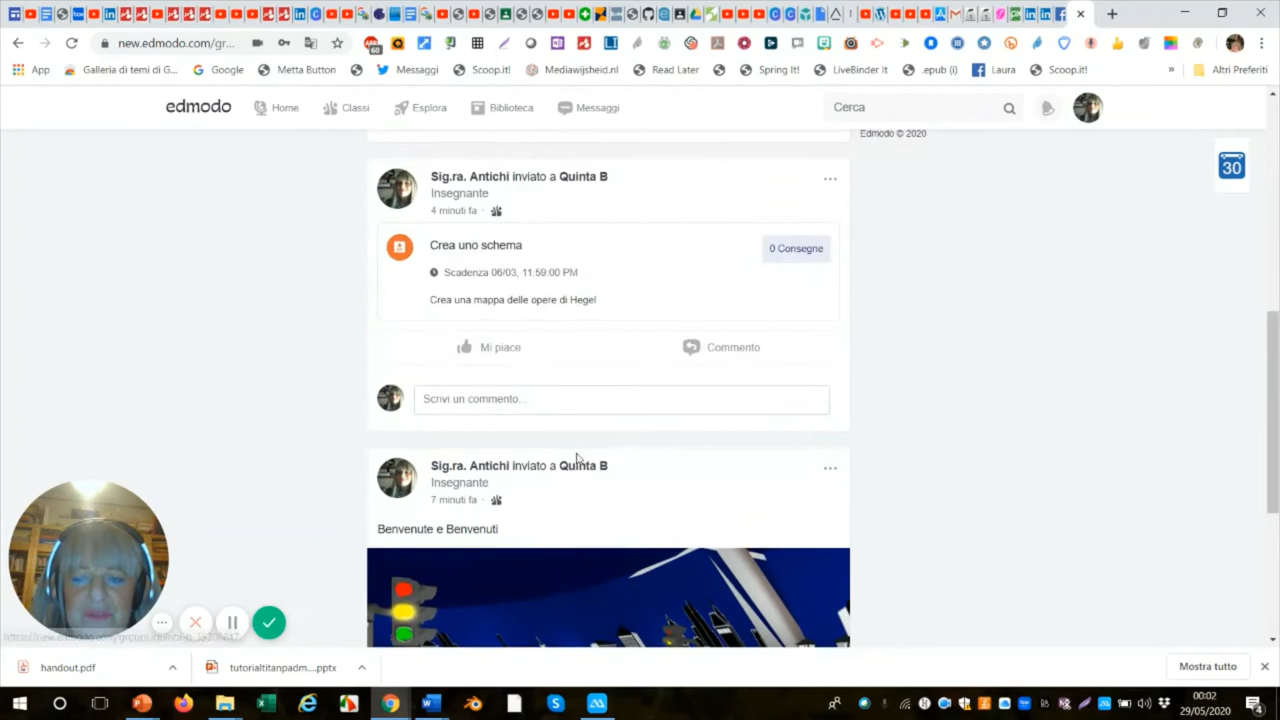 new.edmodo.com/gr...
60
App
Galleria di temi di G...
Google
Metta Button
Messaggi
Scoop.it!
Mediawijsheid.nl
Read Later
Spring It!
LiveBinder It
.epub (i)
Laura
Scoop.it!
»
Altri Preferiti
edmodo
Home
Classi
Esplora
Biblioteca
Messaggi
Cerca
Edmodo © 2020
30
Sig.ra. Antichi inviato a Quinta B
Insegnante
4 minuti fa ·
Crea uno schema
0 Consegne
Scadenza 06/03, 11:59:00 PM
Crea una mappa delle opere di Hegel
Mi piace
Commento
Scrivi un commento...
Sig.ra. Antichi inviato a Quinta B
Insegnante
7 minuti fa ·
Benvenute e Benvenuti
handout.pdf
tutorialtitanpadm....pptx
Mostra tutto
00:02
29/05/2020
4